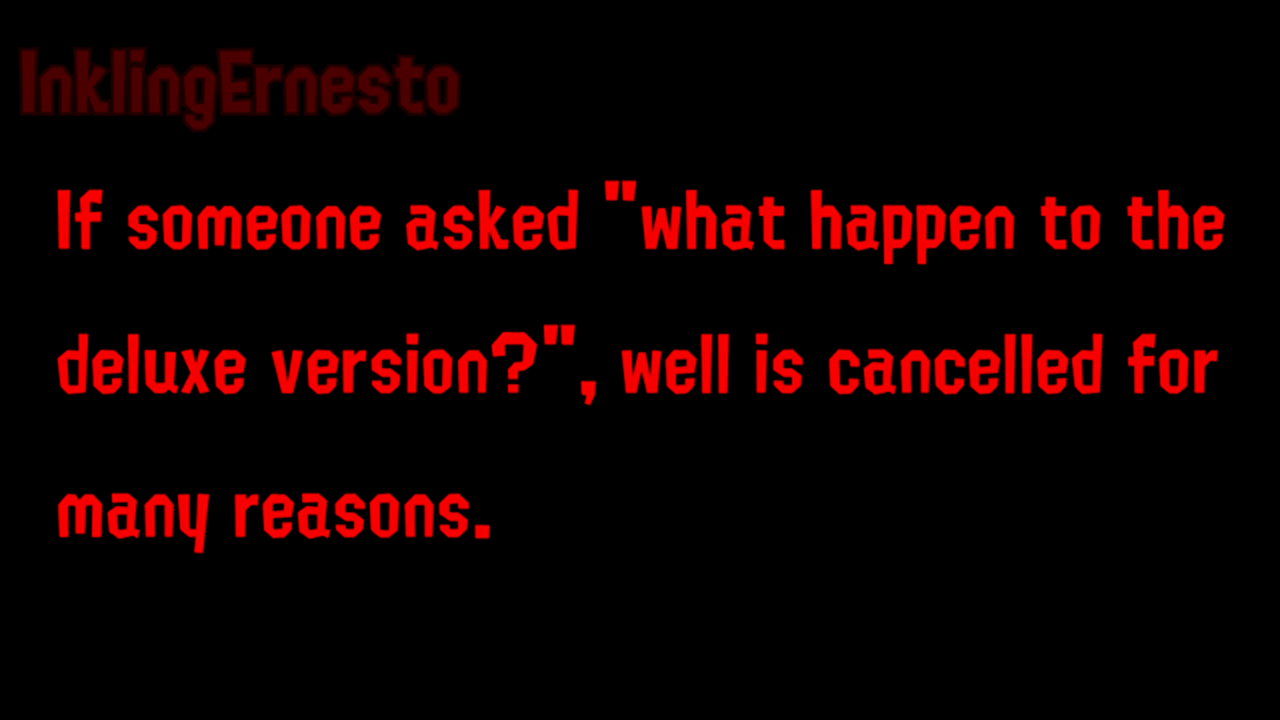 InklingErnesto
If someone asked "what happen to the
deluxe version?", well is cancelled for
many reasons.